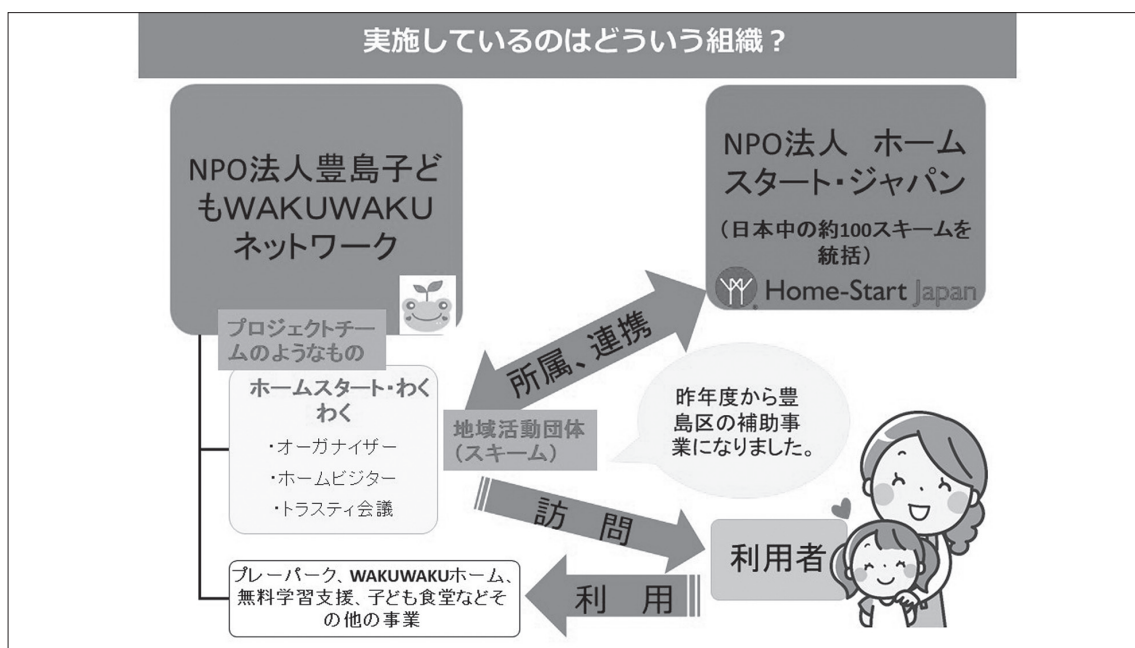 実施しているのはどういう組織？
NPO法人豊島子ど
もWAKUWAKU
ネットワーク
NPO法人　ホーム
スタート・ジャパン
（日本中の約100スキームを
統括）
Home-Start Japan
プロジェクトチー
ムのようなもの
ホームスタート・わく
わく
・オーガナイザー
・ホームビジター
・トラスティ会議
所属、連携
地域活動団体
（スキーム）
昨年度から豊
島区の補助事
業になりました。
訪　問
利用者
利　用
プレーパーク、WAKUWAKUホーム、
無料学習支援、子ども食堂などそ
の他の事業